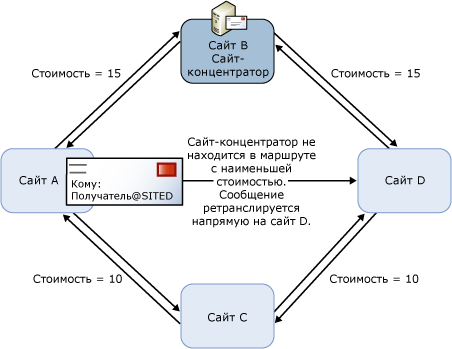 Сайт B
Сайт-
концентратор
Стоимость = 15
Стоимость = 15
Сайт A
Кому:
Получатель@SITED
Сайт-концентратор не
находится в маршруте
с наименьшей
стоимостью.
Сообщение
ретранслируется
напрямую на сайт D.
Сайт D
Стоимость = 10
Стоимость = 10
Сайт C